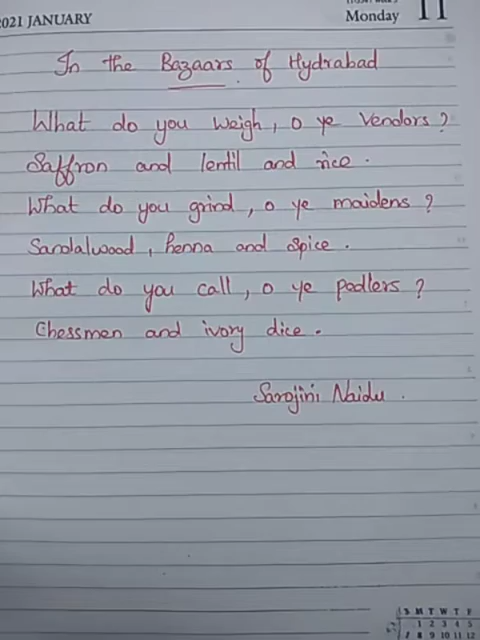 2021 JANUARY
Monday 11
In the Bazaars of Hydrabad
What do you weigh, o ye vendors?
Saffron and lentil and rice.
What do you grind, o ye maidens?
Sandalwood, henna and spice.
What do you call, o ye pedlers?
Chessmen and ivory dice.
Sarojini Naidu.
S M T W T F
1 2 3 4 5
7 8 9 10 11 12